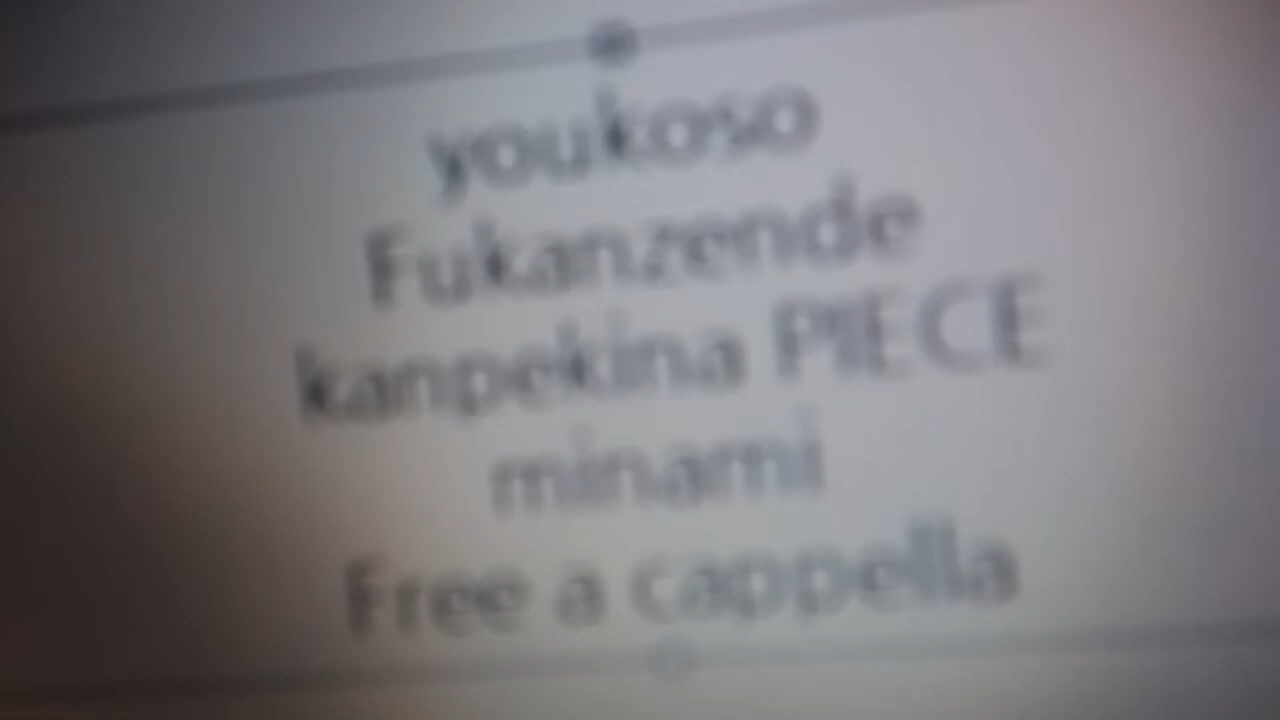 youkoso
Fukanzende
kanpekina PIECE
minami
Free a cappella